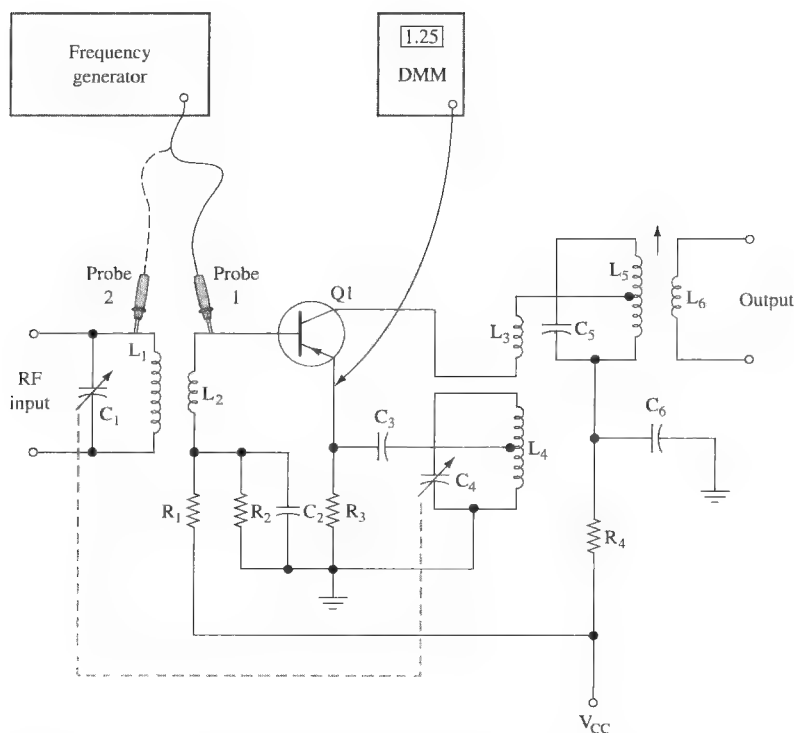 Frequency
generator
1.25
DMM
Probe
2
Probe
1
Q1
L1
L2
L3
L4
L5
L6
Output
RF
input
C1
C2
C3
C4
C5
C6
R1
R2
R3
R4
VCC